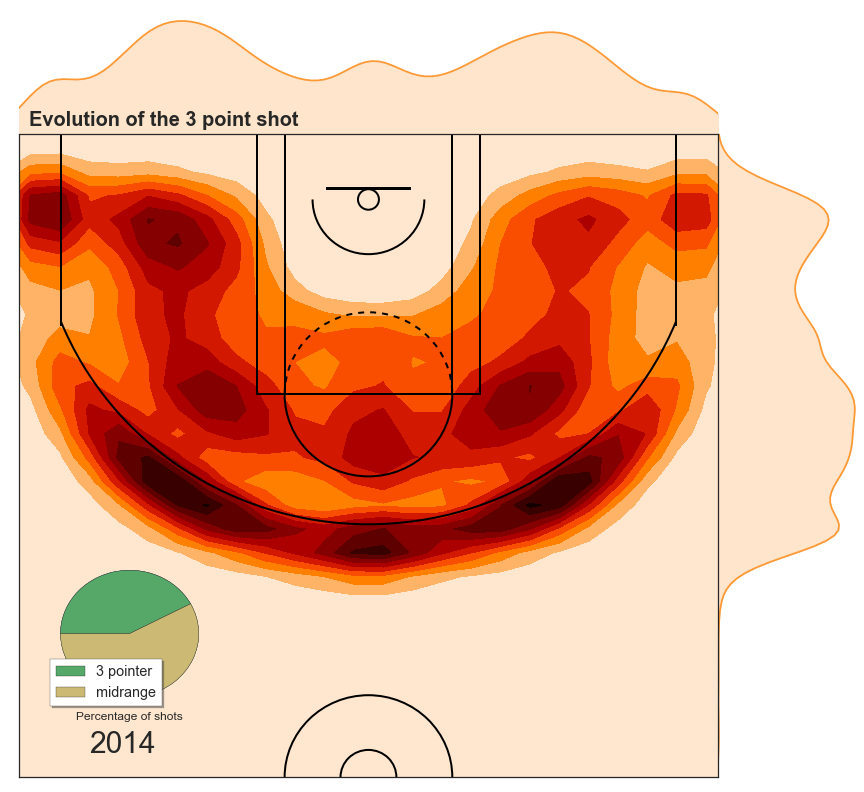 Evolution of the 3 point shot
3 pointer
midrange
Percentage of shots
2014